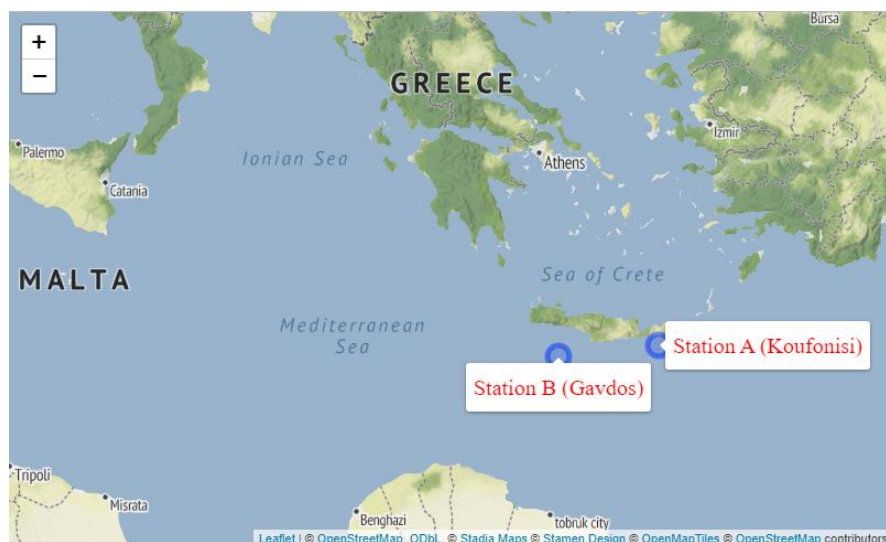 +
−
Bursa
GREECE
Izmir
Palermo
Ionian Sea
Athens
Catania
MALTA
Sea of Crete
Mediterranean
Sea
Station A (Koufonisi)
Station B (Gavdos)
Tripoli
Misrata
Benghazi
tobruk city
Leaflet | © OpenStreetMap, ODbL, © Stadia Maps © Stamen Design © OpenMapTiles © OpenStreetMap contributors